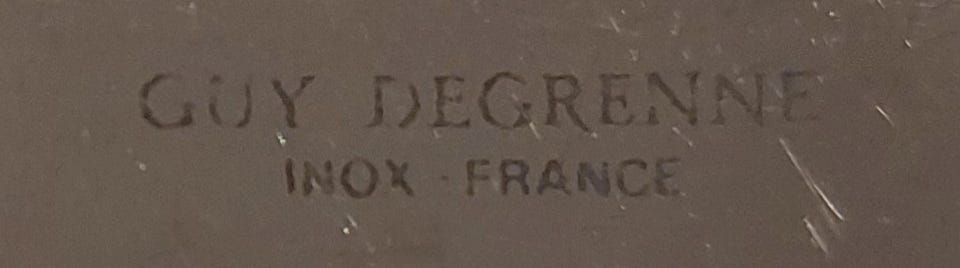 GUY DEGRENNE
INOX - FRANCE